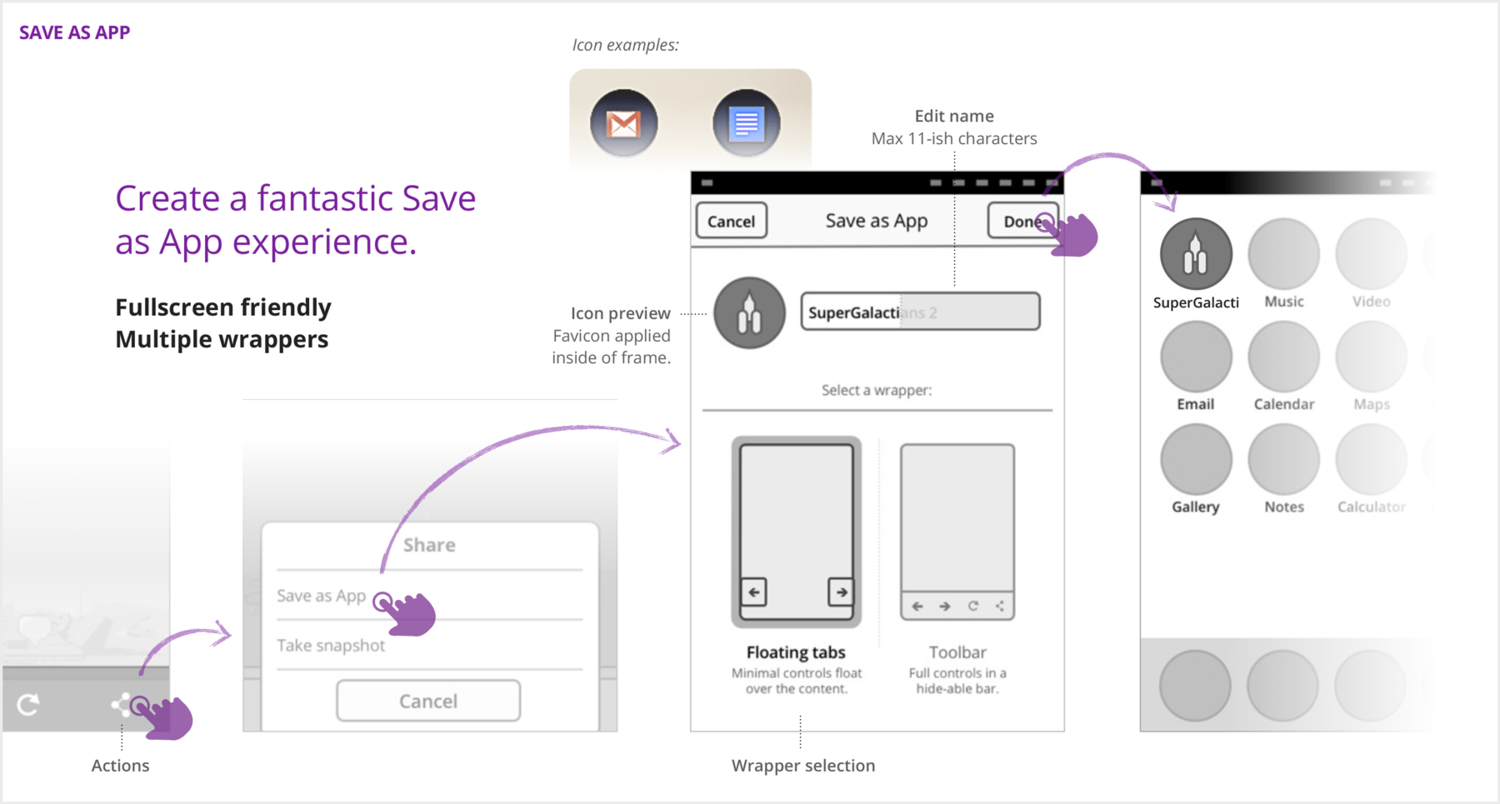 SAVE AS APP
Icon examples:
Create a fantastic Save
as App experience.
Fullscreen friendly
Multiple wrappers
Edit name
Max 11-ish characters
Cancel
Save as App
Done
Icon preview
Favicon applied
inside of frame.
SuperGalactians 2
Select a wrapper:
Floating tabs
Minimal controls float
over the content.
Toolbar
Full controls in a
hide-able bar.
Wrapper selection
Share
Save as App
Take snapshot
Cancel
Actions
SuperGalacti
Music
Video
Email
Calendar
Maps
Gallery
Notes
Calculator